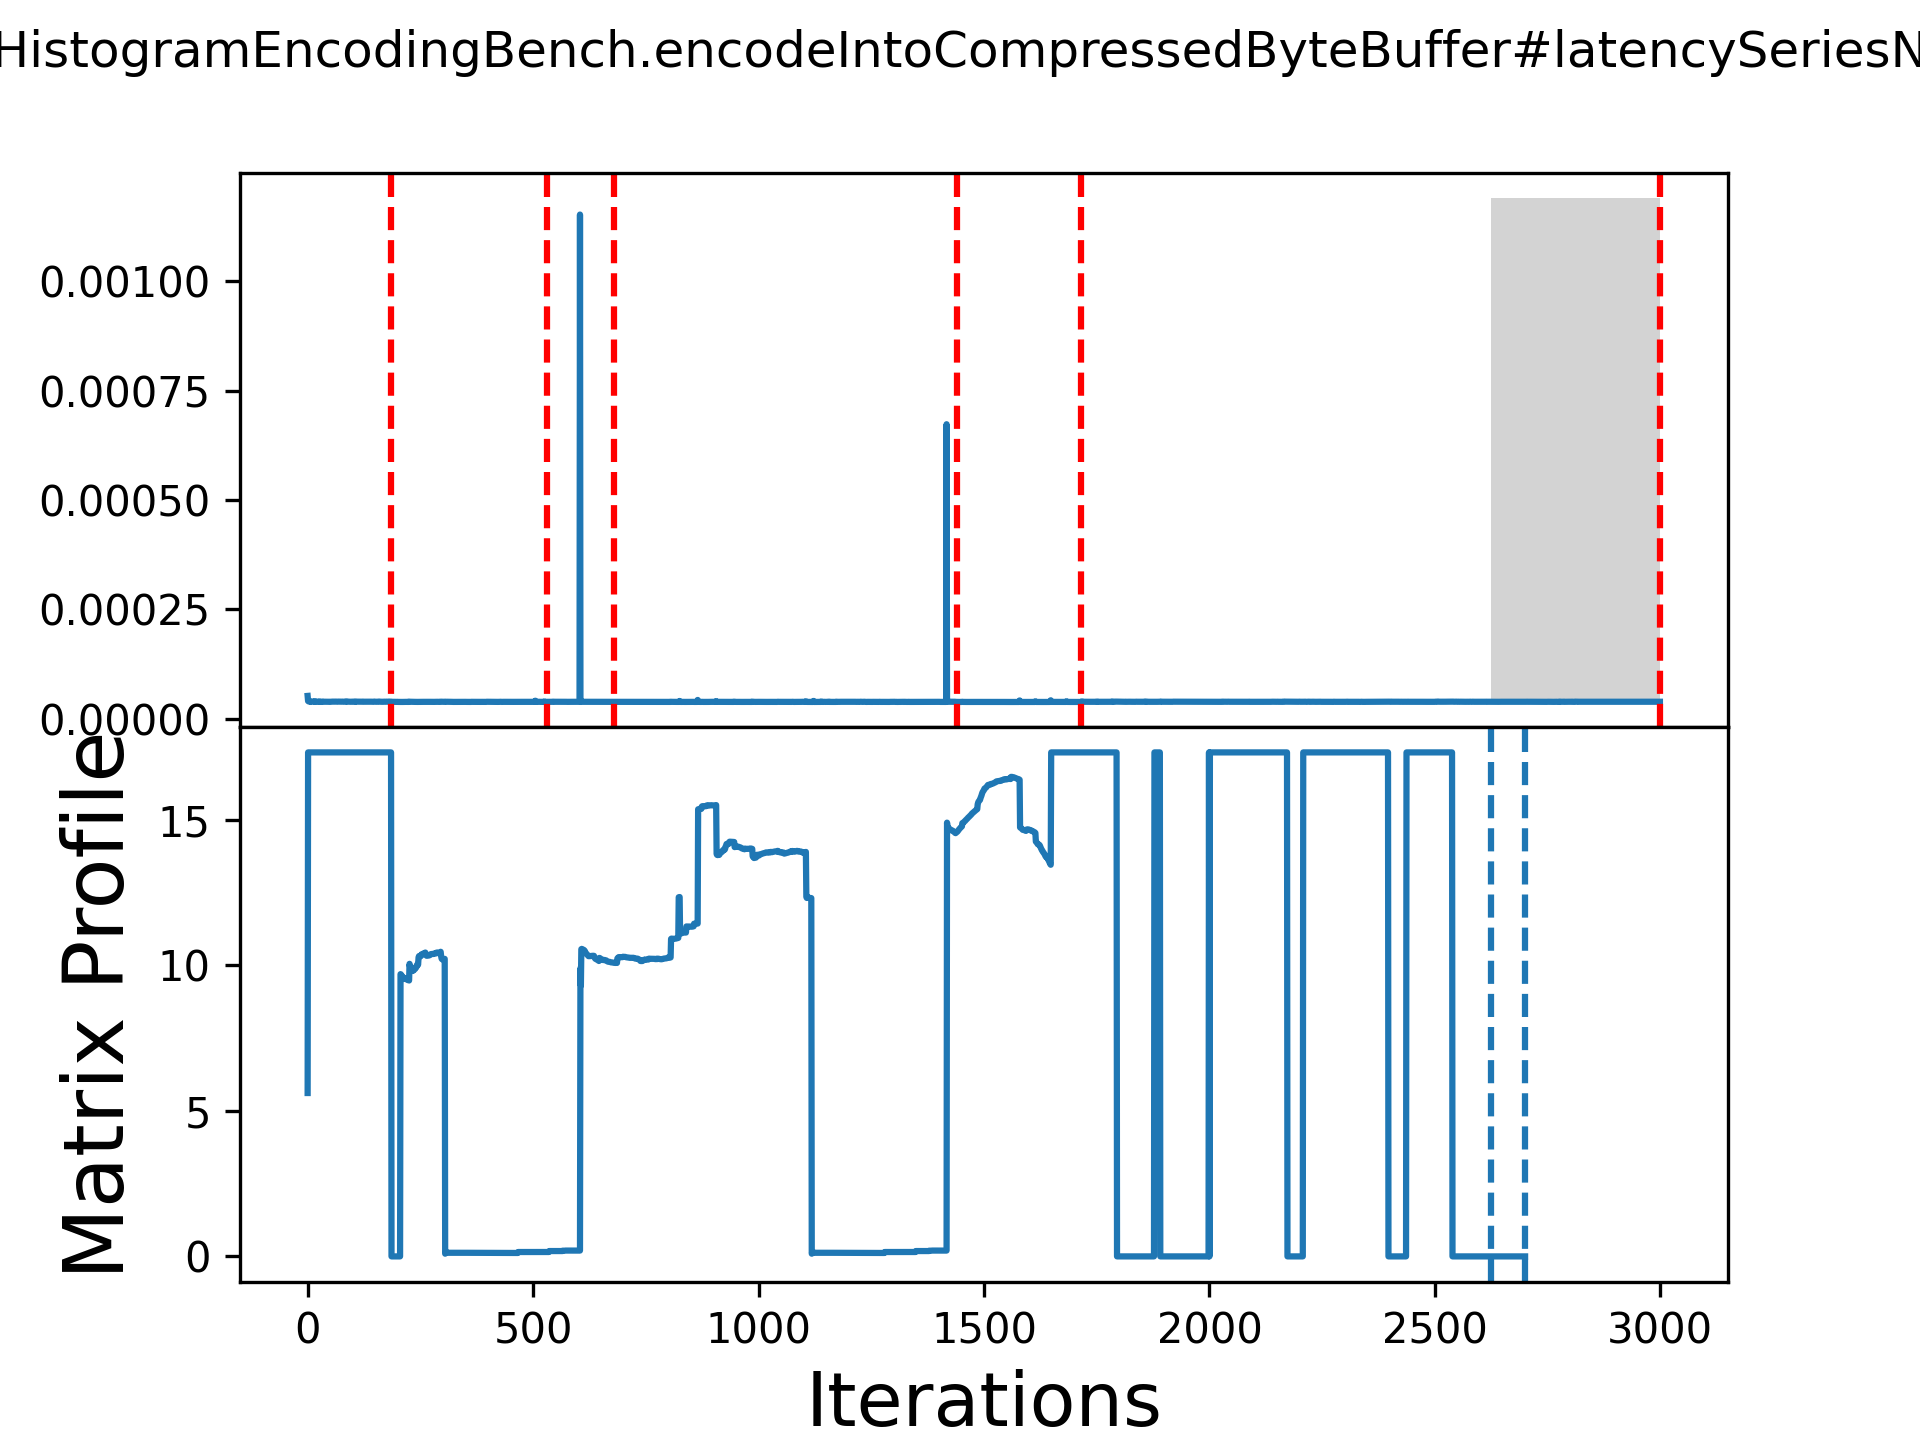 HistogramEncodingBench.encodeIntoCompressedByteBuffer#latencySeriesN
0.00100
0.00075
0.00050
0.00025
0.00000
Matrix Profile
15
10
5
0
0 500 1000 1500 2000 2500 3000
Iterations